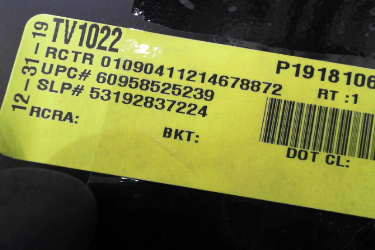 12-31-19
TV1022
RCTR 01090411214678872
UPC# 60958525239
SLP# 53192837224
RCRA:
BKT:
P1918106
RT :1
DOT CL: